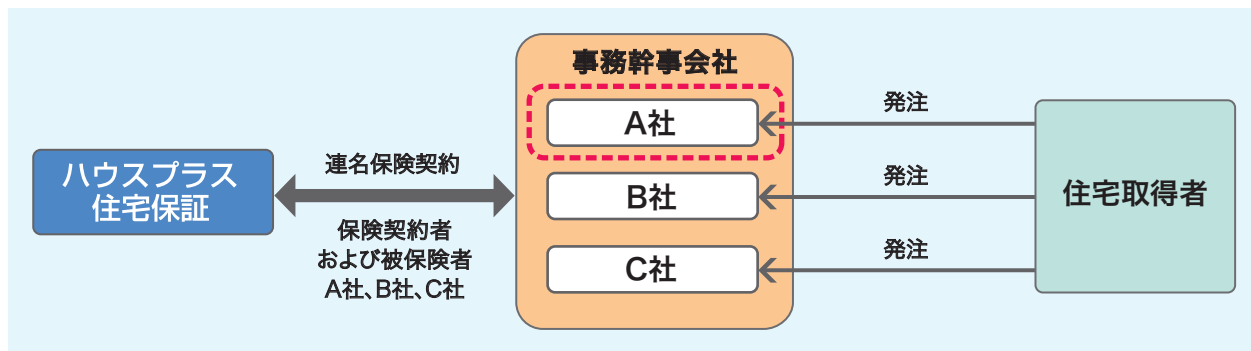 ハウスプラス
住宅保証
連名保険契約
保険契約者
および被保険者
A社、B社、C社
事務幹事会社
A社
B社
C社
発注
発注
発注
住宅取得者